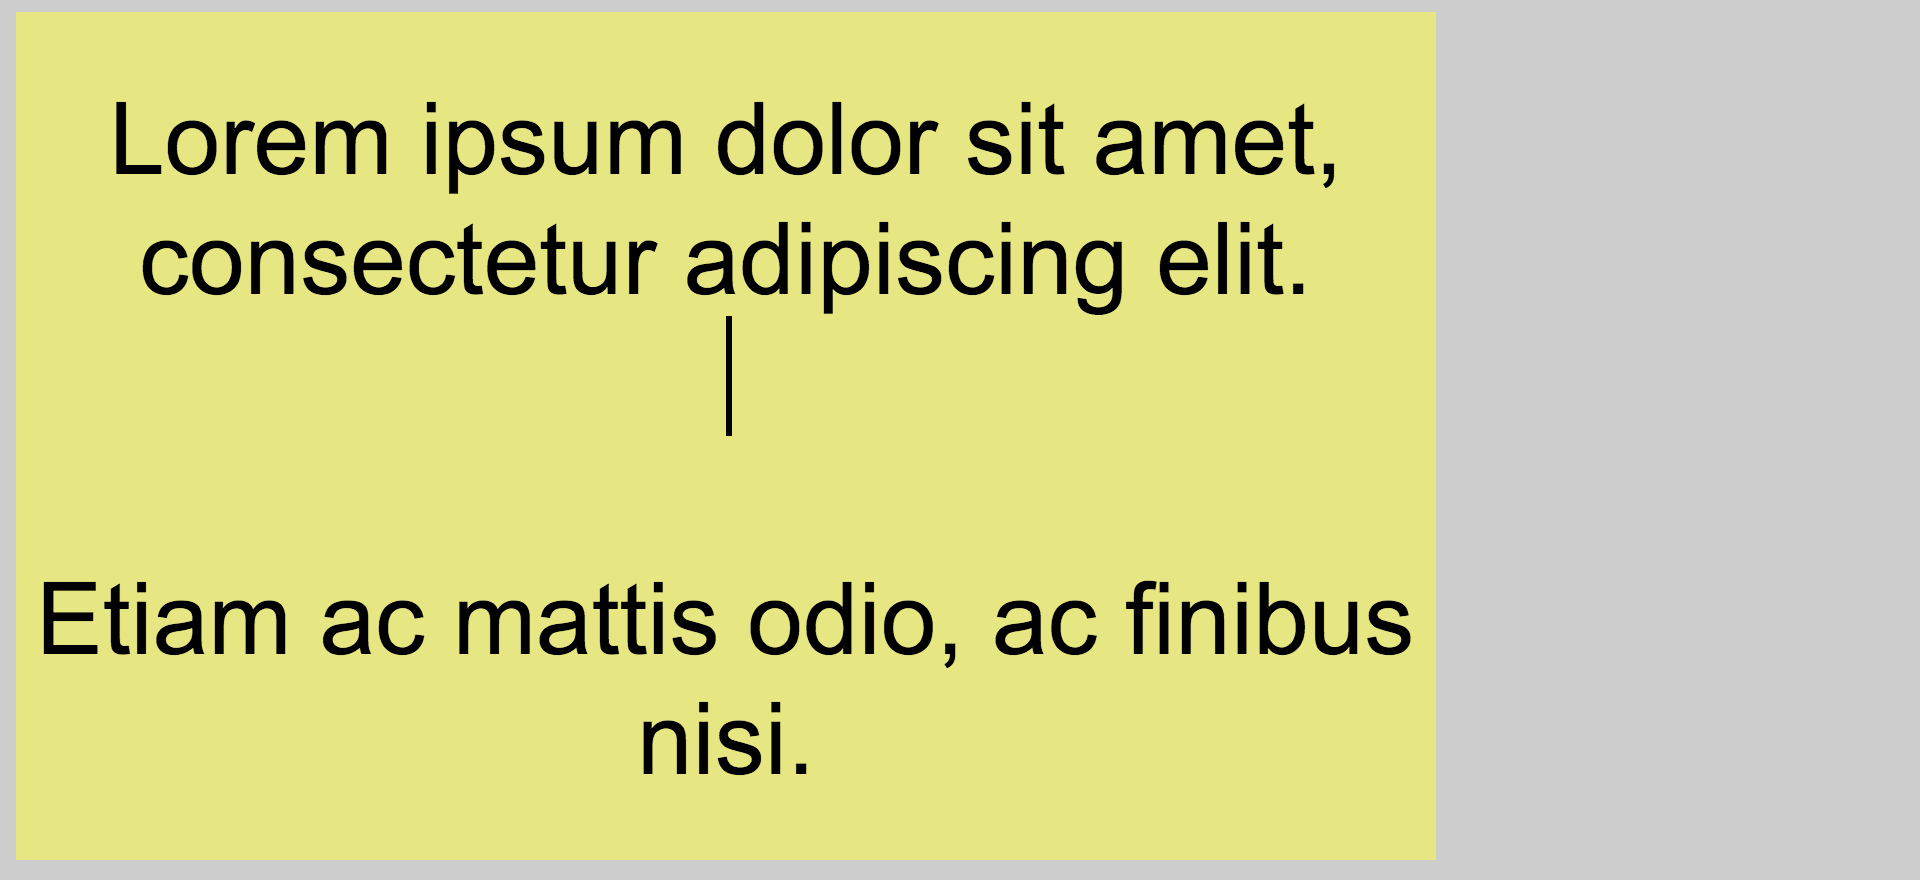 Lorem ipsum dolor sit amet,
consectetur adipiscing elit.
Etiam ac mattis odio, ac finibus
nisi.